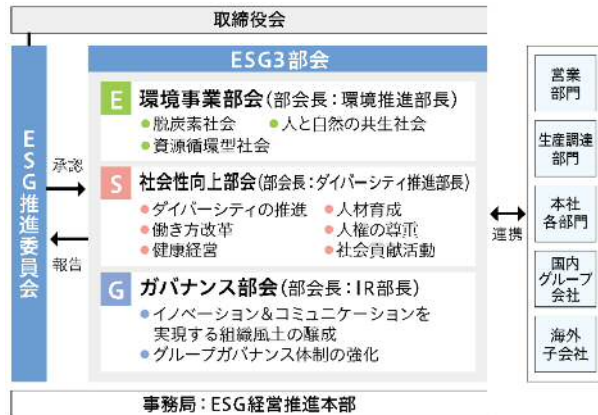 取締役会
ESG推進委員会
承認
報告
ESG3部会
E 環境事業部会(部会長:環境推進部長)
●脱炭素社会 ●人と自然の共生社会
●資源循環型社会
S 社会性向上部会(部会長:ダイバーシティ推進部長)
●ダイバーシティの推進 ●人材育成
●働き方改革 ●人権の尊重
●健康経営 ●社会貢献活動
G ガバナンス部会(部会長:IR部長)
●イノベーション&コミュニケーションを
実現する組織風土の醸成
●グループガバナンス体制の強化
連携
営業
部門
生産調達
部門
本社
各部門
国内
グループ
会社
海外
子会社
事務局:ESG経営推進本部